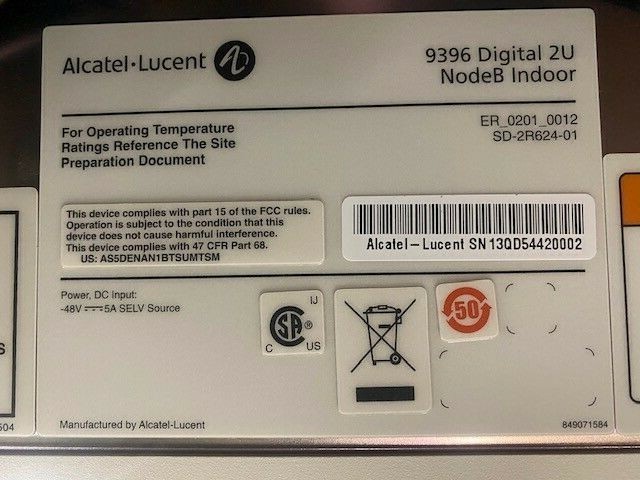 Alcatel·Lucent
9396 Digital 2U
NodeB Indoor
For Operating Temperature
Ratings Reference The Site
Preparation Document
ER_0201_0012
SD-2R624-01
This device complies with part 15 of the FCC rules.
Operation is subject to the condition that this
device does not cause harmful interference.
This device complies with 47 CFR Part 68.
US: AS5DENAN1BTSUMTSM
Alcatel-Lucent SN 13QD54420002
Power, DC Input:
-48V ⎓ 5A SELV Source
IJ
SA ®
C US
50
Manufactured by Alcatel-Lucent
849071584
S
504